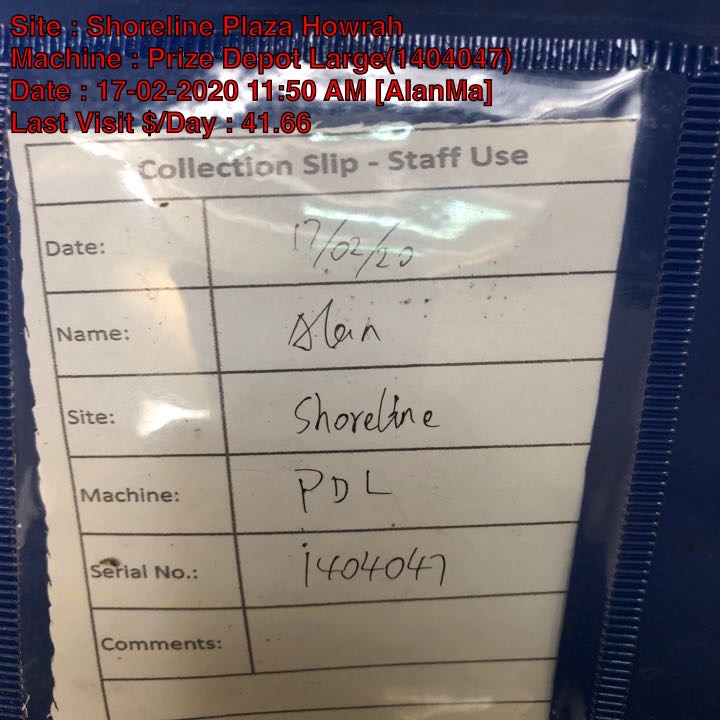 Site : Shoreline Plaza Howrah
Machine : Prize Depot Large(1404047)
Date : 17-02-2020 11:50 AM [AlanMa]
Last Visit $/Day : 41.66
Collection Slip - Staff Use
Date: 17/02/20
Name: Alan
Site: Shoreline
Machine: PDL
Serial No.: 1404047
Comments: